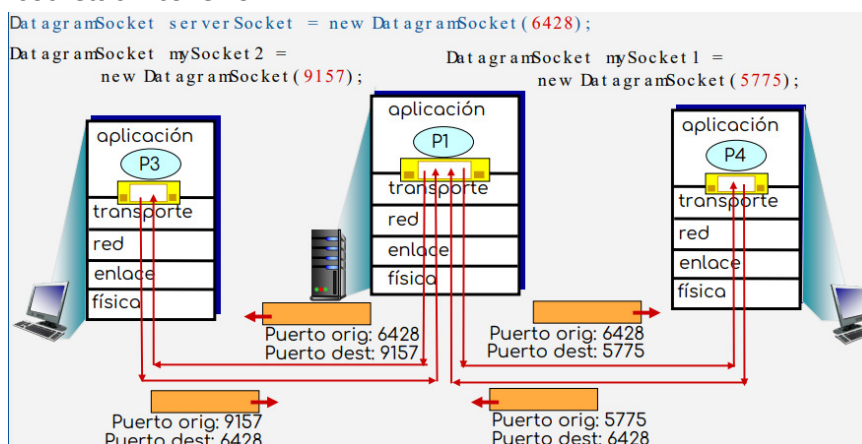 DatagramSocket serverSocket = new DatagramSocket(6428);
DatagramSocket mySocket2 =
new DatagramSocket(9157);
DatagramSocket mySocket1 =
new DatagramSocket(5775);
aplicación
P3
transporte
red
enlace
física
aplicación
P1
transporte
red
enlace
física
aplicación
P4
transporte
red
enlace
física
Puerto orig: 6428
Puerto dest: 9157
Puerto orig: 6428
Puerto dest: 5775
Puerto orig: 9157
Puerto dest: 6428
Puerto orig: 5775
Puerto dest: 6428